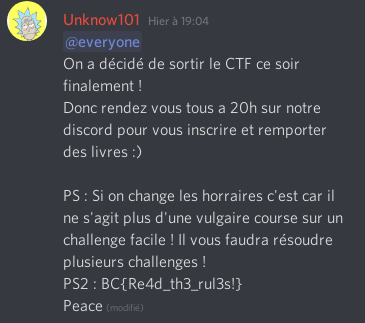 Unknow101 Hier à 19:04
@everyone
On a décidé de sortir le CTF ce soir
finalement !
Donc rendez vous tous a 20h sur notre
discord pour vous inscrire et remporter
des livres :)
PS : Si on change les horraires c'est car il
ne s'agit plus d'une vulgaire course sur un
challenge facile ! Il vous faudra résoudre
plusieurs challenges !
PS2 : BC{Re4d_th3_rul3s!}
Peace (modifié)